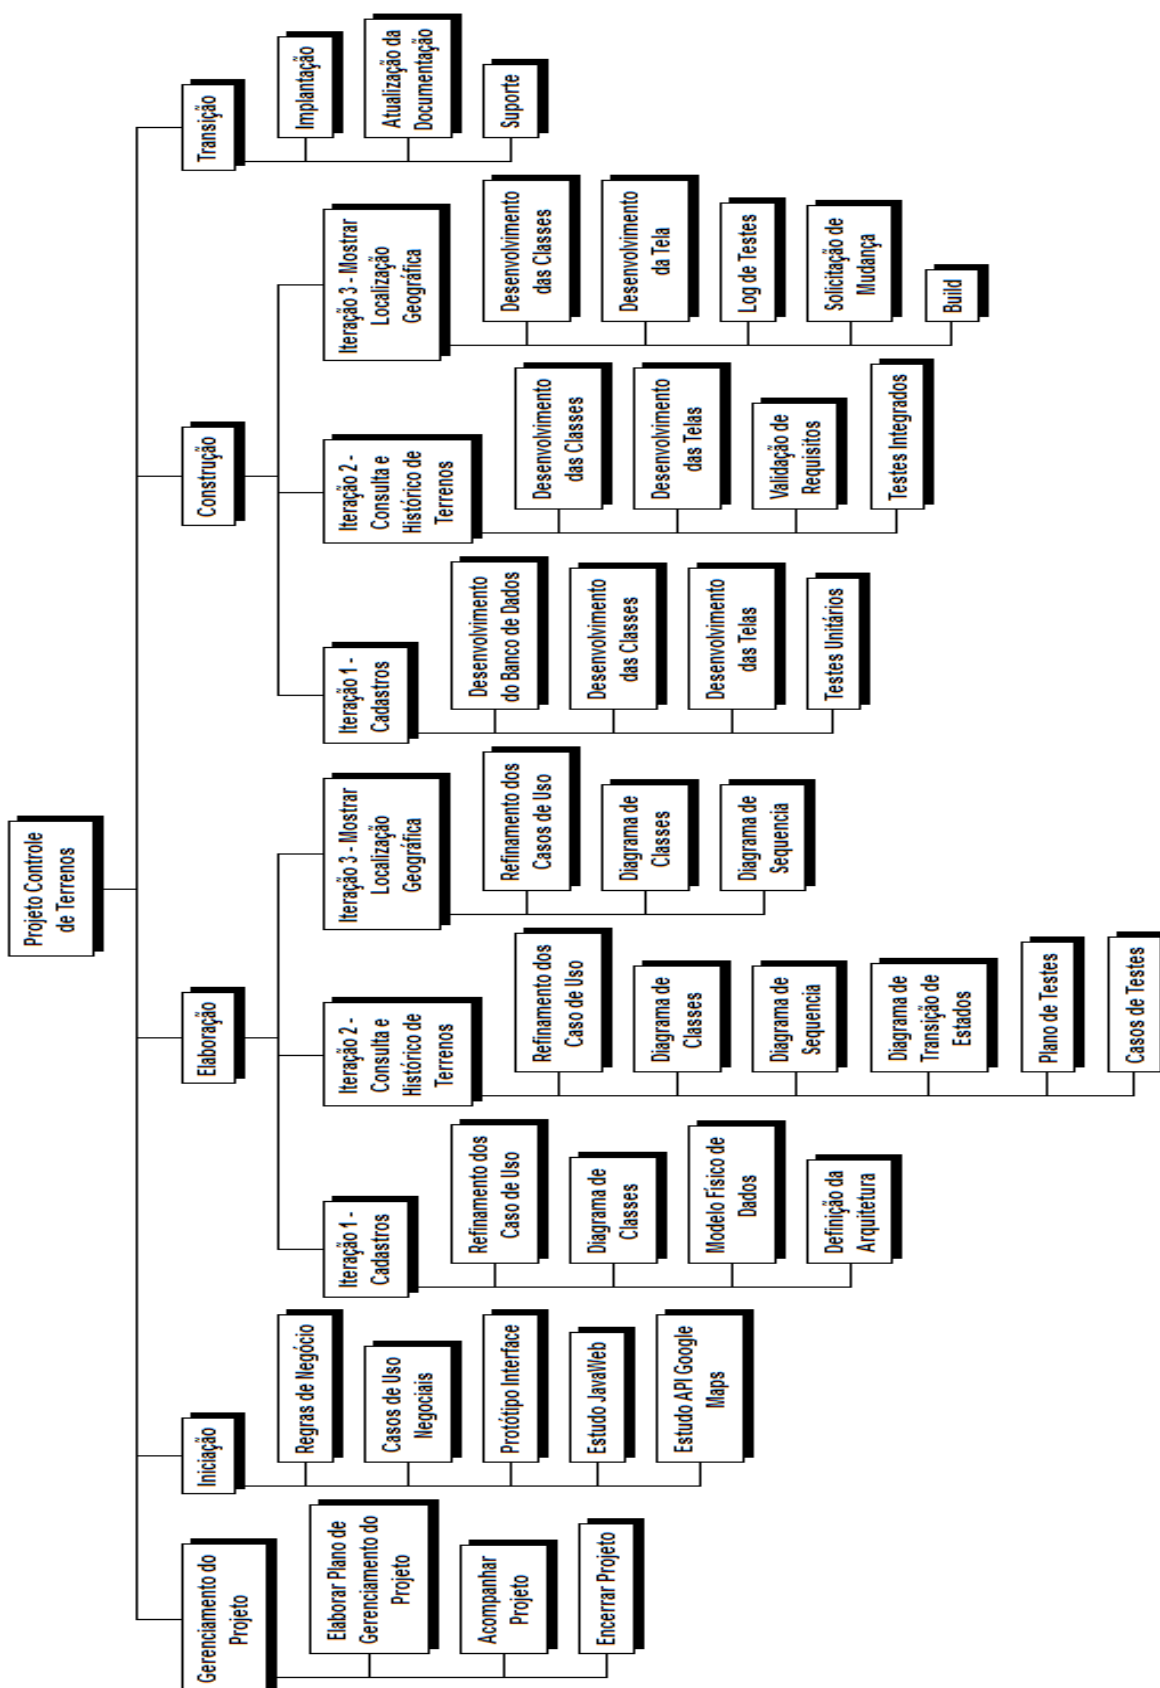 Projeto Controle
de Terrenos
Gerenciamento do
Projeto
Elaborar Plano de
Gerenciamento do
Projeto
Acompanhar
Projeto
Encerrar Projeto
Iniciação
Regras de Negócio
Casos de Uso
Negociais
Protótipo Interface
Estudo JavaWeb
Estudo API Google
Maps
Elaboração
Iteração 1 -
Cadastros
Refinamento dos
Caso de Uso
Diagrama de
Classes
Modelo Físico de
Dados
Definição da
Arquitetura
Iteração 2 -
Consulta e
Histórico de
Terrenos
Refinamento dos
Caso de Uso
Diagrama de
Classes
Diagrama de
Sequencia
Diagrama de
Transição de
Estados
Plano de Testes
Casos de Testes
Iteração 3 - Mostrar
Localização
Geográfica
Refinamento dos
Casos de Uso
Diagrama de
Classes
Diagrama de
Sequencia
Construção
Iteração 1 -
Cadastros
Desenvolvimento
do Banco de Dados
Desenvolvimento
das Classes
Desenvolvimento
das Telas
Testes Unitários
Iteração 2 -
Consulta e
Histórico de
Terrenos
Desenvolvimento
das Classes
Desenvolvimento
das Telas
Validação de
Requisitos
Testes Integrados
Iteração 3 - Mostrar
Localização
Geográfica
Desenvolvimento
das Classes
Desenvolvimento
da Tela
Log de Testes
Solicitação de
Mudança
Build
Transição
Implantação
Atualização da
Documentação
Suporte